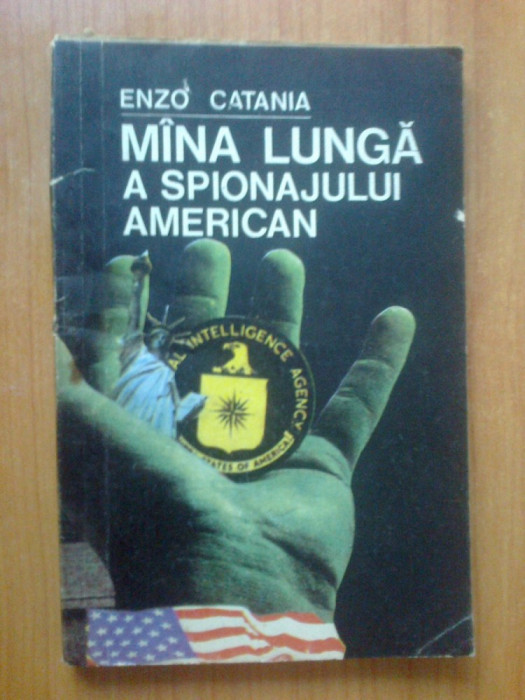 ENZO CATANIA
MÎNA LUNGĂ
A SPIONAJULUI
AMERICAN
AL INTELLIGENCE AGENCY
STATES OF AMERICA